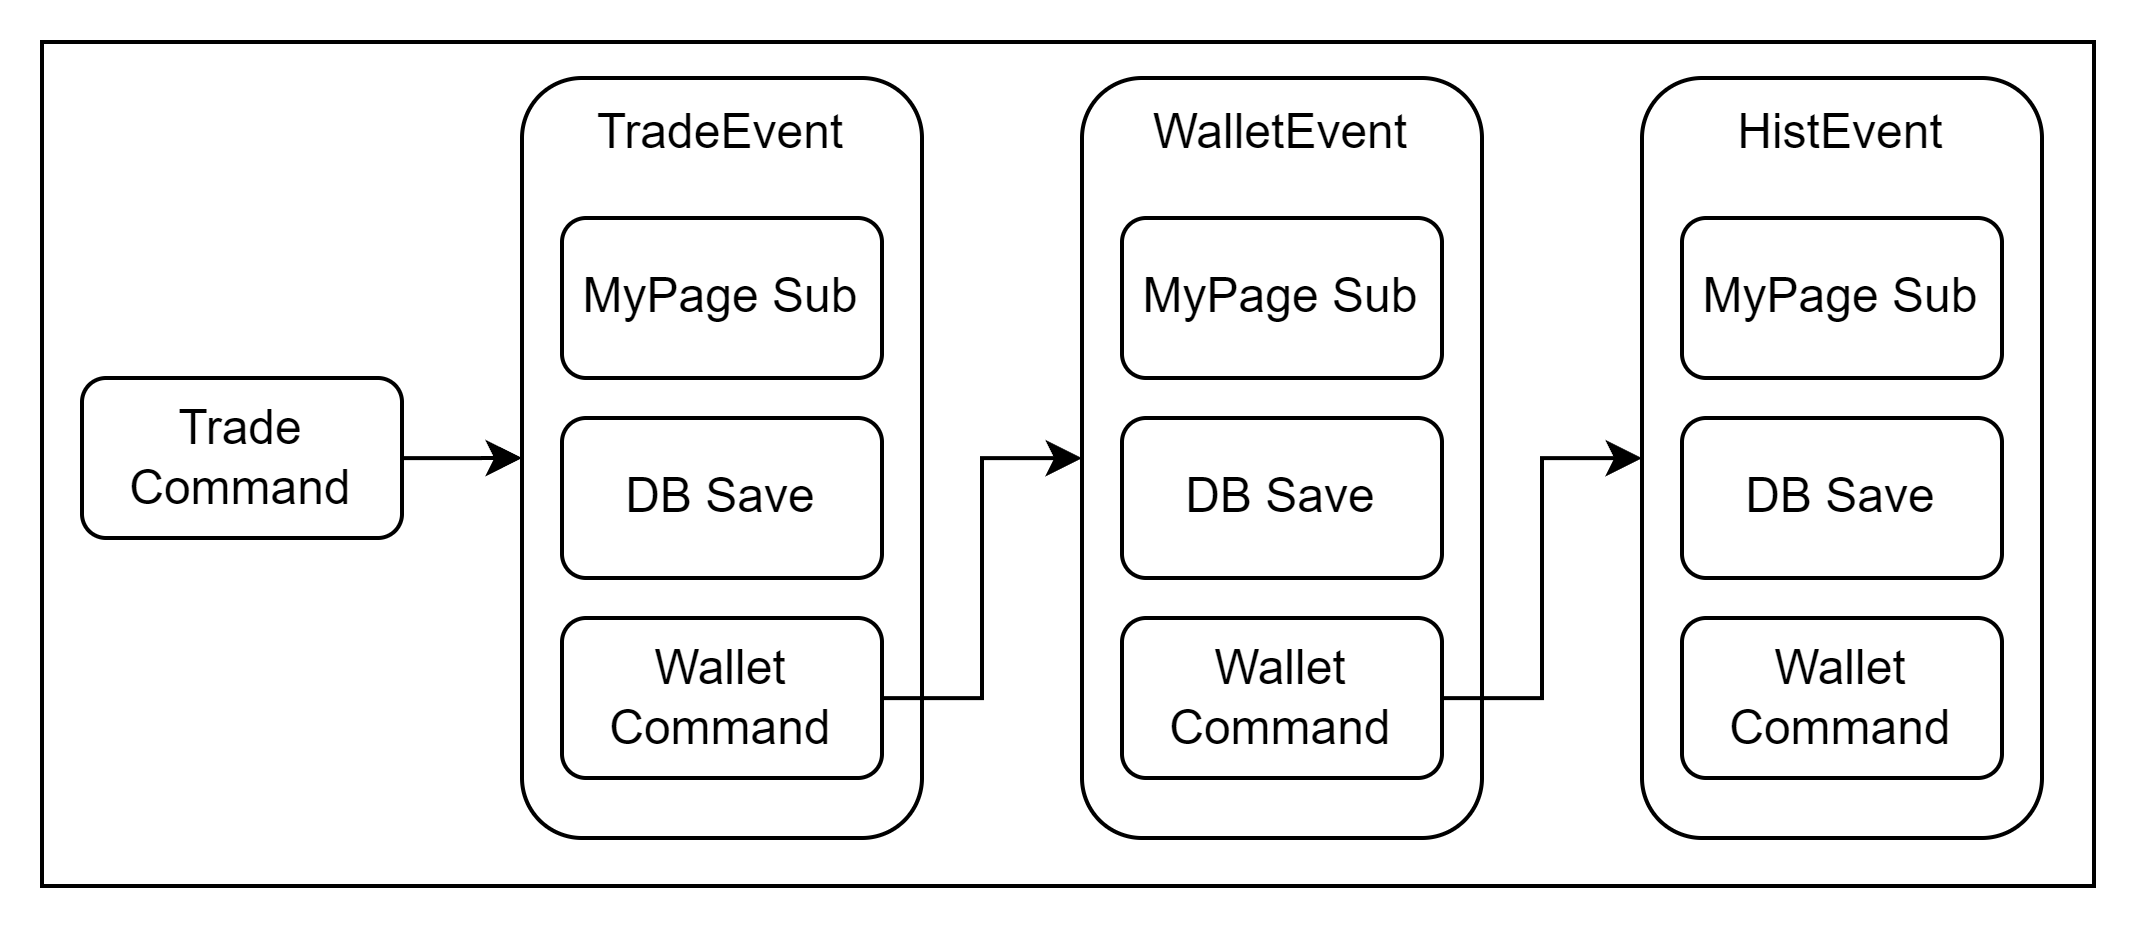 Trade
Command
TradeEvent
MyPage Sub
DB Save
Wallet
Command
WalletEvent
MyPage Sub
DB Save
Wallet
Command
HistEvent
MyPage Sub
DB Save
Wallet
Command